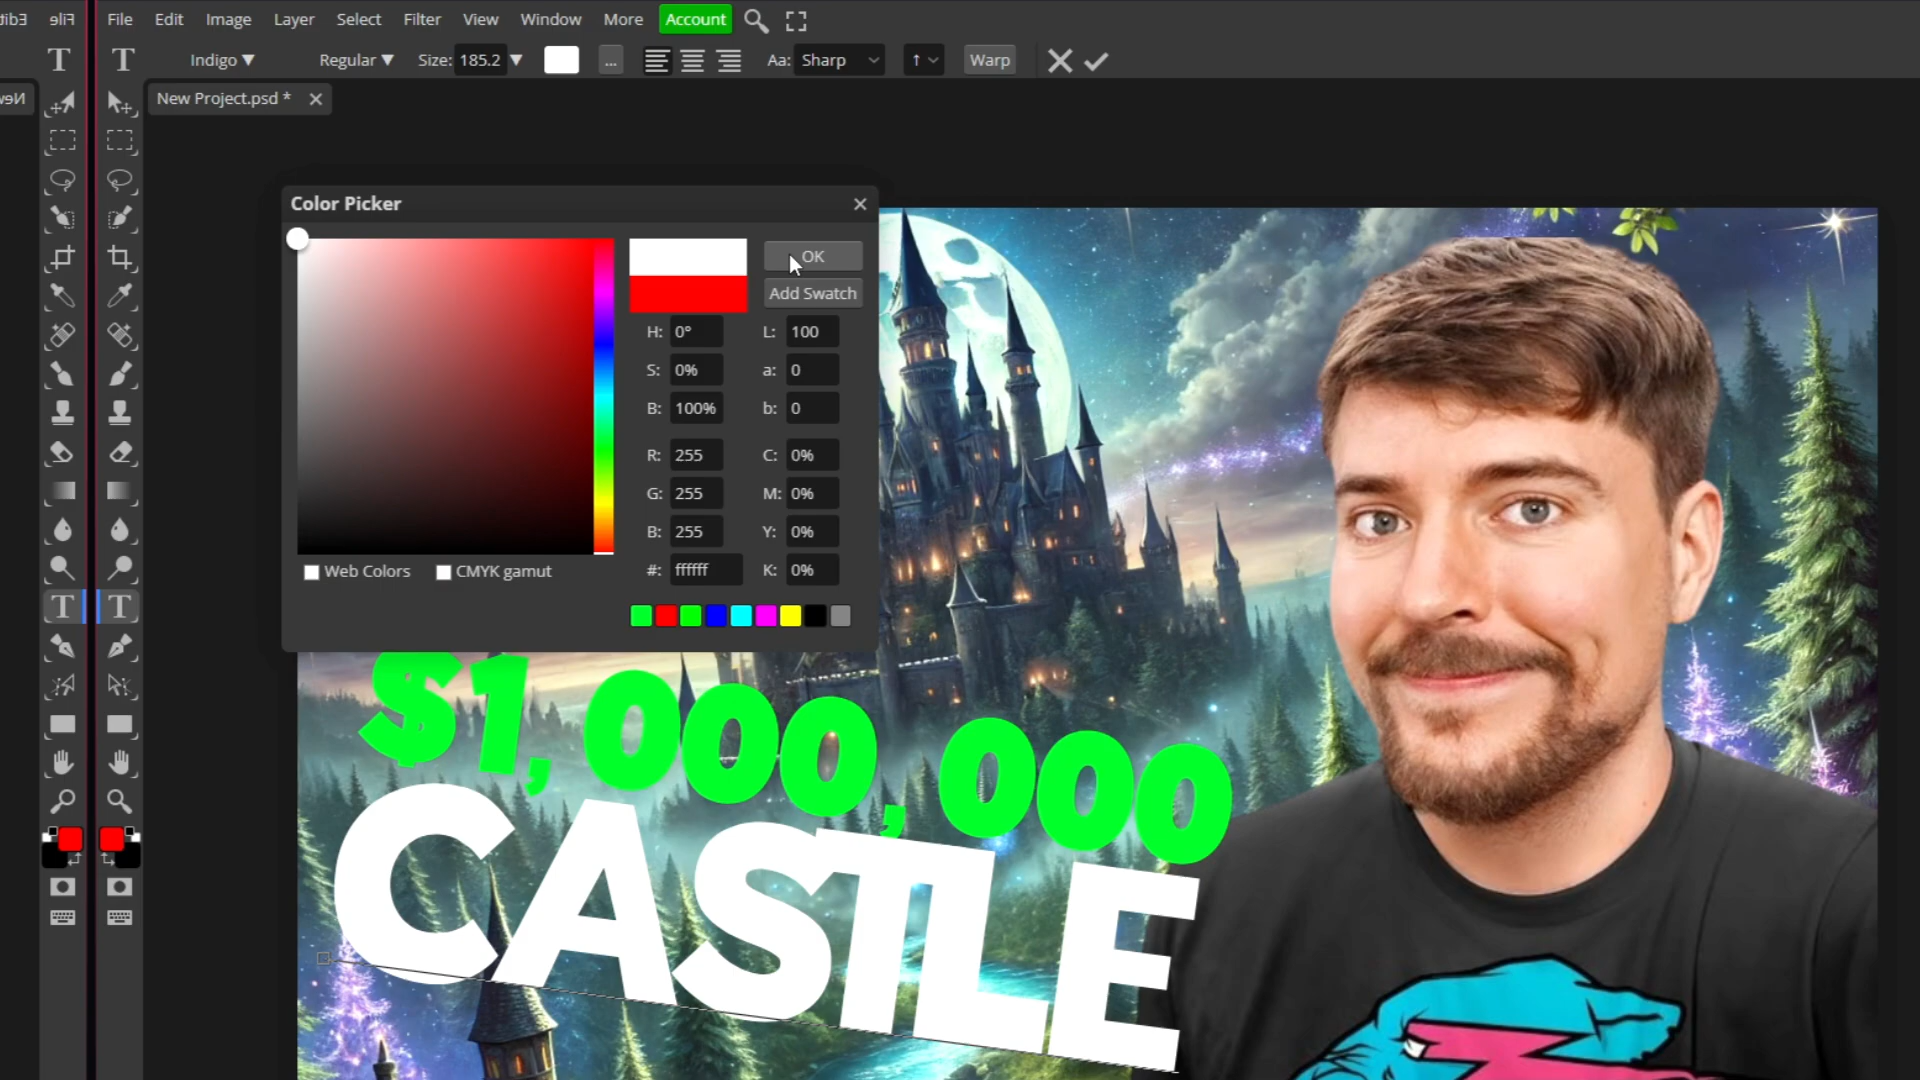 File Edit Image Layer Select Filter View Window More Account
Indigo ▼ Regular ▼ Size: 185.2 ▼ ... Aa: Sharp ↑ Warp
New Project.psd *
Color Picker
OK
Add Swatch
H: 0° L: 100
S: 0% a: 0
B: 100% b: 0
R: 255 C: 0%
G: 255 M: 0%
B: 255 Y: 0%
#: ffffff K: 0%
Web Colors CMYK gamut
$1,000,000
CASTLE